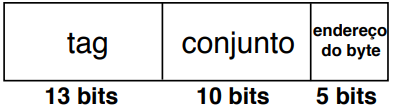 tag
conjunto
endereço
do byte
13 bits
10 bits
5 bits